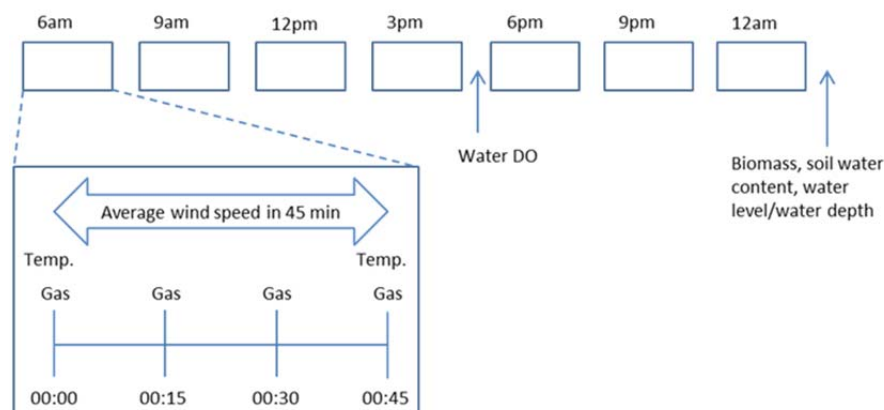 6am 9am 12pm 3pm 6pm 9pm 12am
Water DO
Biomass, soil water
content, water
level/water depth
Average wind speed in 45 min
Temp. Temp.
Gas Gas Gas Gas
00:00 00:15 00:30 00:45